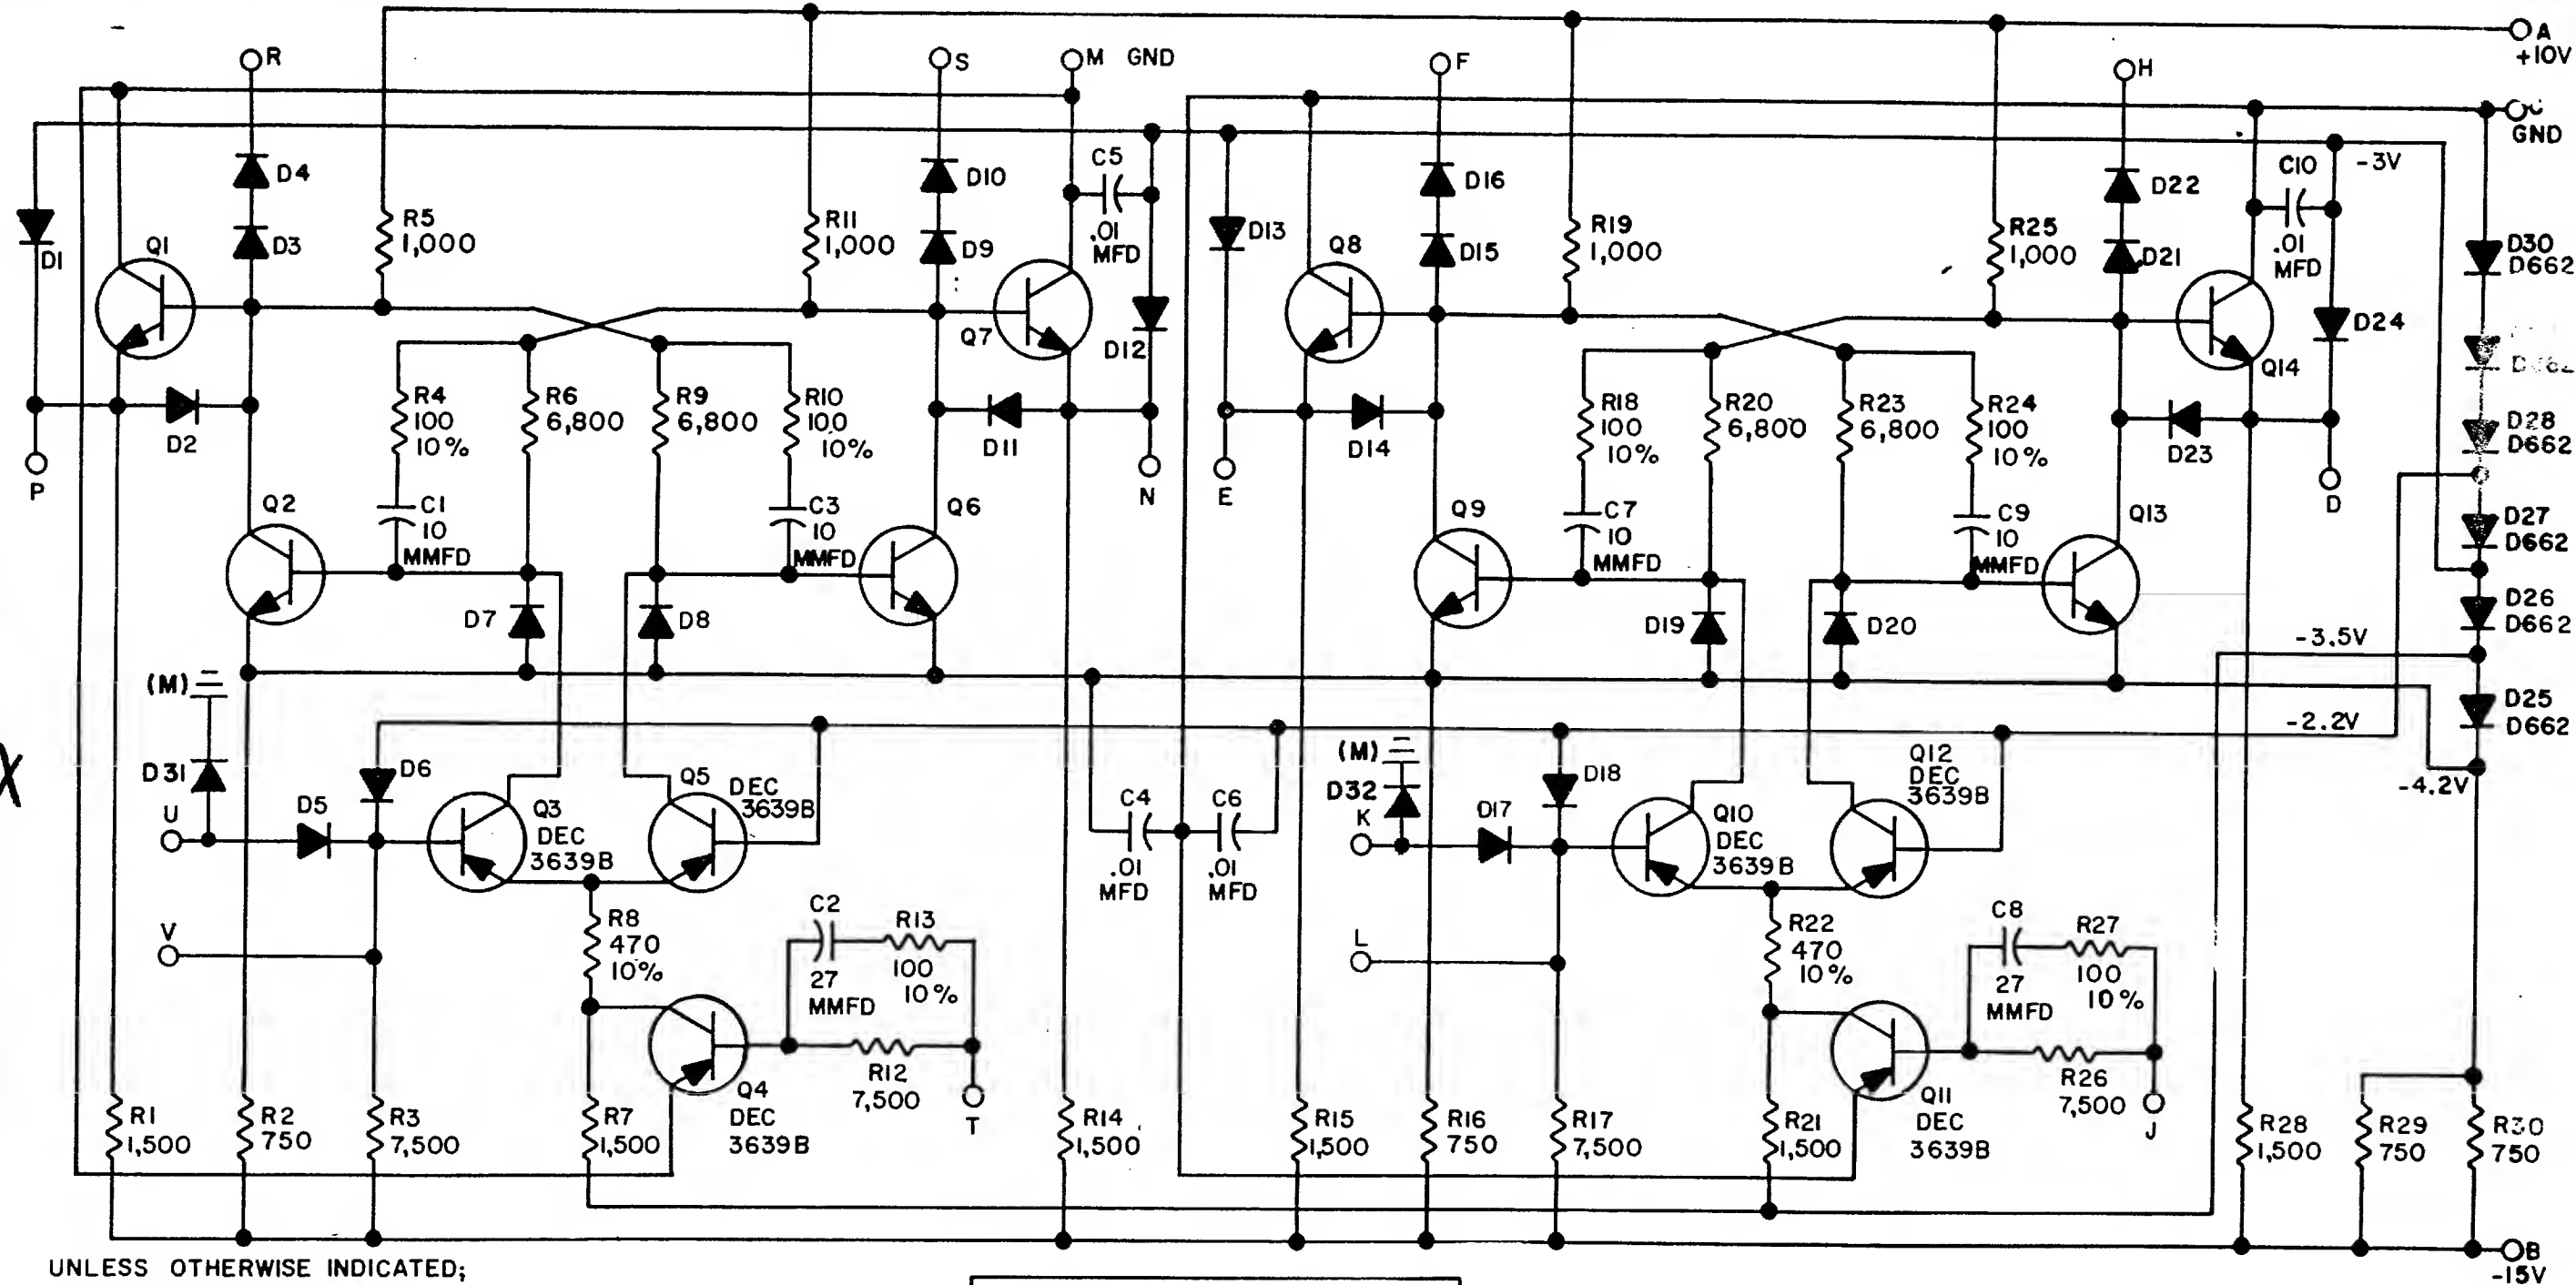 A
+10V
R
S
M GND
F
H
C
GND
-3V
D4
D10
C5
.01
MFD
D16
C10
.01
MFD
D22
R5
1,000
R11
1,000
R19
1,000
R25
1,000
D1
Q1
D3
D9
D13
Q8
D15
D21
D30
D662
Q7
D12
Q14
D24
D662
R4
100
10%
R6
6,800
R9
6,800
R10
100
10%
R18
100
10%
R20
6,800
R23
6,800
R24
100
10%
D28
D662
D2
D11
D14
D23
P
N
E
D
Q2
C1
10
MMFD
C3
10
MMFD
Q6
Q9
C7
10
MMFD
C9
10
MMFD
Q13
D27
D662
D7
D8
D19
D20
D26
D662
-3.5V
(M)
D25
D662
-2.2V
X
D31
U
D5
D6
Q3
DEC
3639B
Q5
DEC
3639B
C4
.01
MFD
C6
.01
MFD
(M)
D32
K
D17
D18
Q10
DEC
3639B
Q12
DEC
3639B
-4.2V
V
R8
470
10%
C2
27
MMFD
R13
100
10%
L
R22
470
10%
C8
27
MMFD
R27
100
10%
R12
7,500
T
R26
7,500
J
Q4
DEC
3639B
Q11
DEC
3639B
R1
1,500
R2
750
R3
7,500
R7
1,500
R14
1,500
R15
1,500
R16
750
R17
7,500
R21
1,500
R28
1,500
R29
750
R30
750
B
-15V
UNLESS OTHERWISE INDICATED;